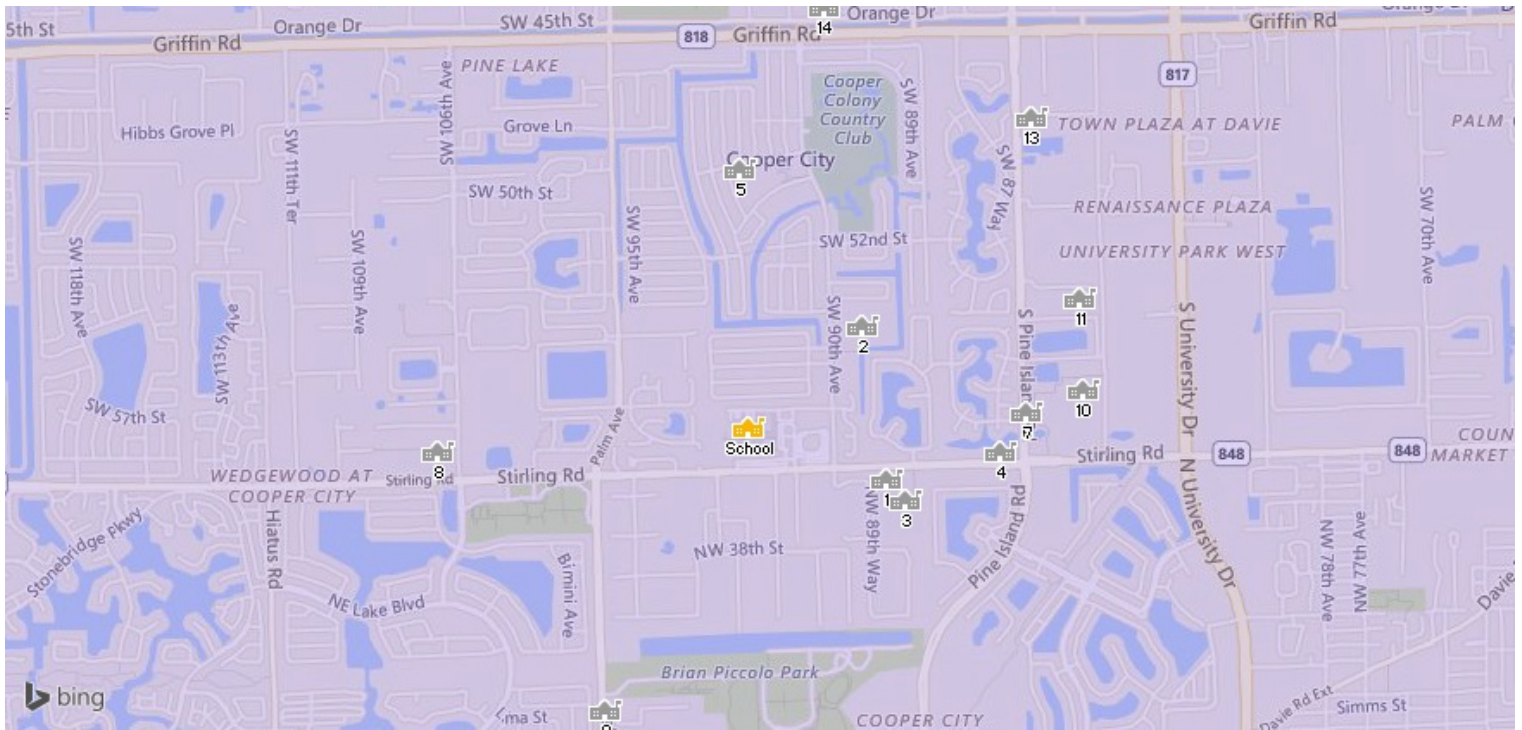 5th St
Orange Dr
SW 45th St
Griffin Rd
818
Griffin Rd
14
Orange Dr
Griffin Rd
PINE LAKE
SW 106th Ave
Cooper
Colony
Country
Club
SW 89th Ave
817
Hibbs Grove Pl
SW 111th Ter
Grove Ln
13
TOWN PLAZA AT DAVIE
Cooper City
5
SW 50th St
SW 87 Way
RENAISSANCE PLAZA
SW 70th Ave
SW 118th Ave
SW 109th Ave
SW 95th Ave
SW 52nd St
UNIVERSITY PARK WEST
SW 113th Ave
SW 90th Ave
2
11
S University Dr
SW 57th St
Palm Ave
School
10
8
WEDGEWOOD AT
COOPER CITY
Stirling Rd
Stirling Rd
4
Stirling Rd
848
848
MARKET
1
3
N University Dr
Stonebridge Pkwy
Hiatus Rd
NW 38th St
NW 89th Way
Pine Island Rd
NW 78th Ave
NW 77th Ave
NE Lake Blvd
Bimini Ave
Brian Piccolo Park
COOPER CITY
Davie Rd Ext
Simms St
bing